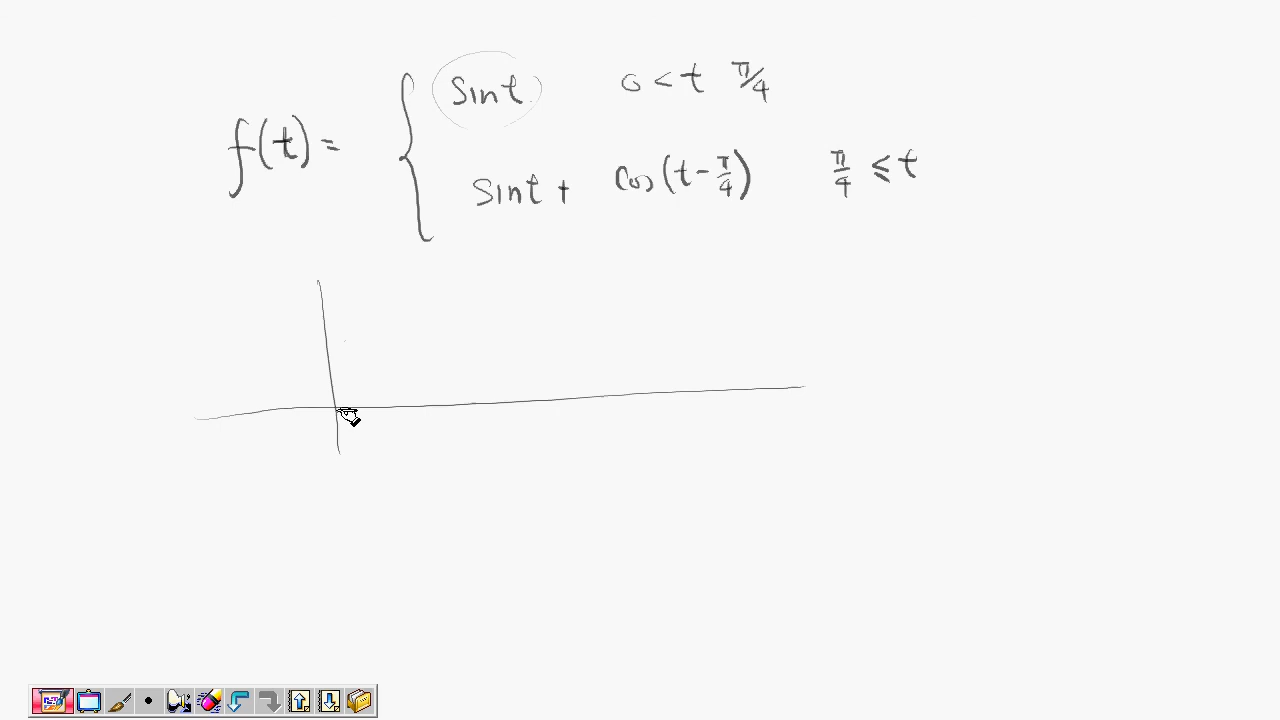 f(t) = { sin t    0 < t  π/4
sin t + cos(t - π/4)    π/4 ≤ t